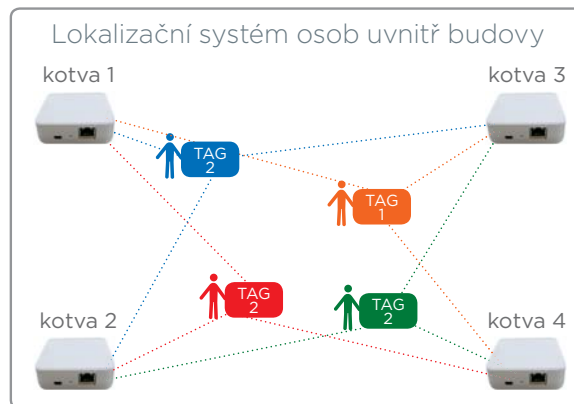 Lokalizační systém osob uvnitř budovy
kotva 1
kotva 3
TAG
2
TAG
1
TAG
2
TAG
2
kotva 2
kotva 4